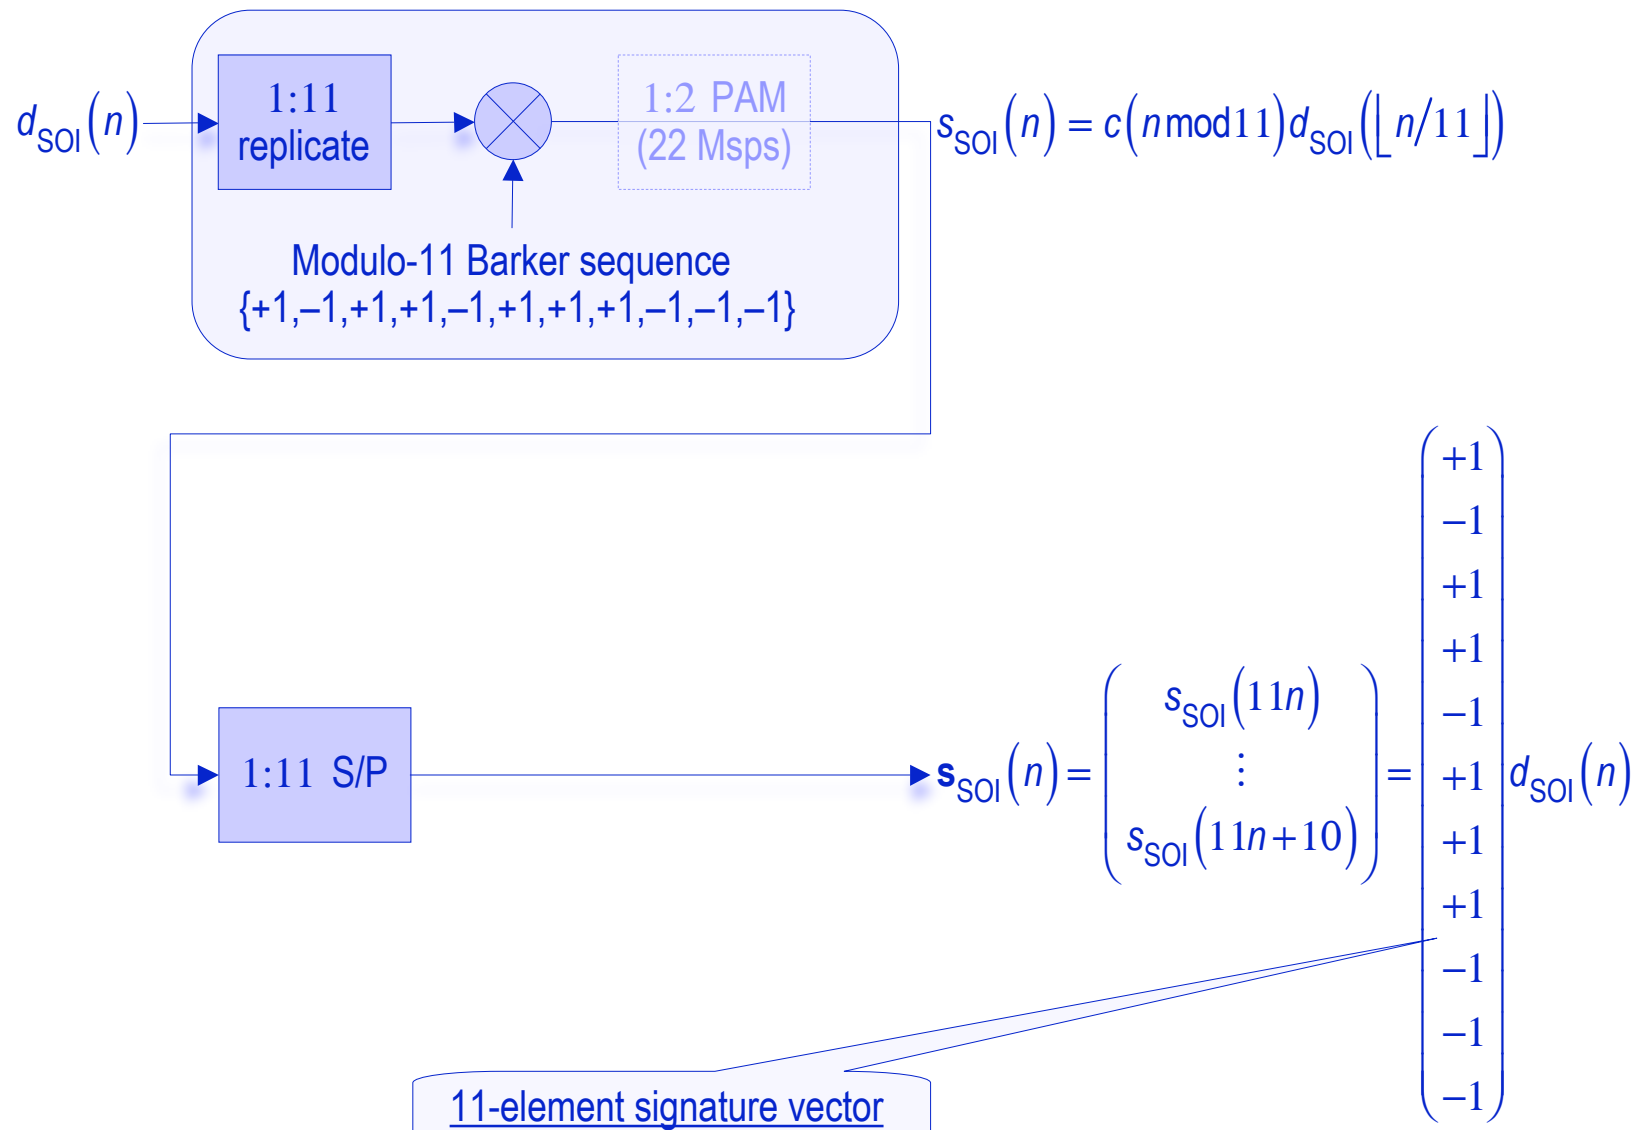 d_SOI(n)
1:11
replicate
1:2 PAM
(22 Msps)
s_SOI(n) = c(n mod 11)d_SOI(⌊n/11⌋)
Modulo-11 Barker sequence
{+1,–1,+1,+1,–1,+1,+1,+1,–1,–1,–1}
1:11 S/P
s_SOI(n) = ( s_SOI(11n)
⋮
s_SOI(11n+10) ) = (
+1
−1
+1
+1
−1
+1
+1
+1
−1
−1
−1
) d_SOI(n)
11-element signature vector